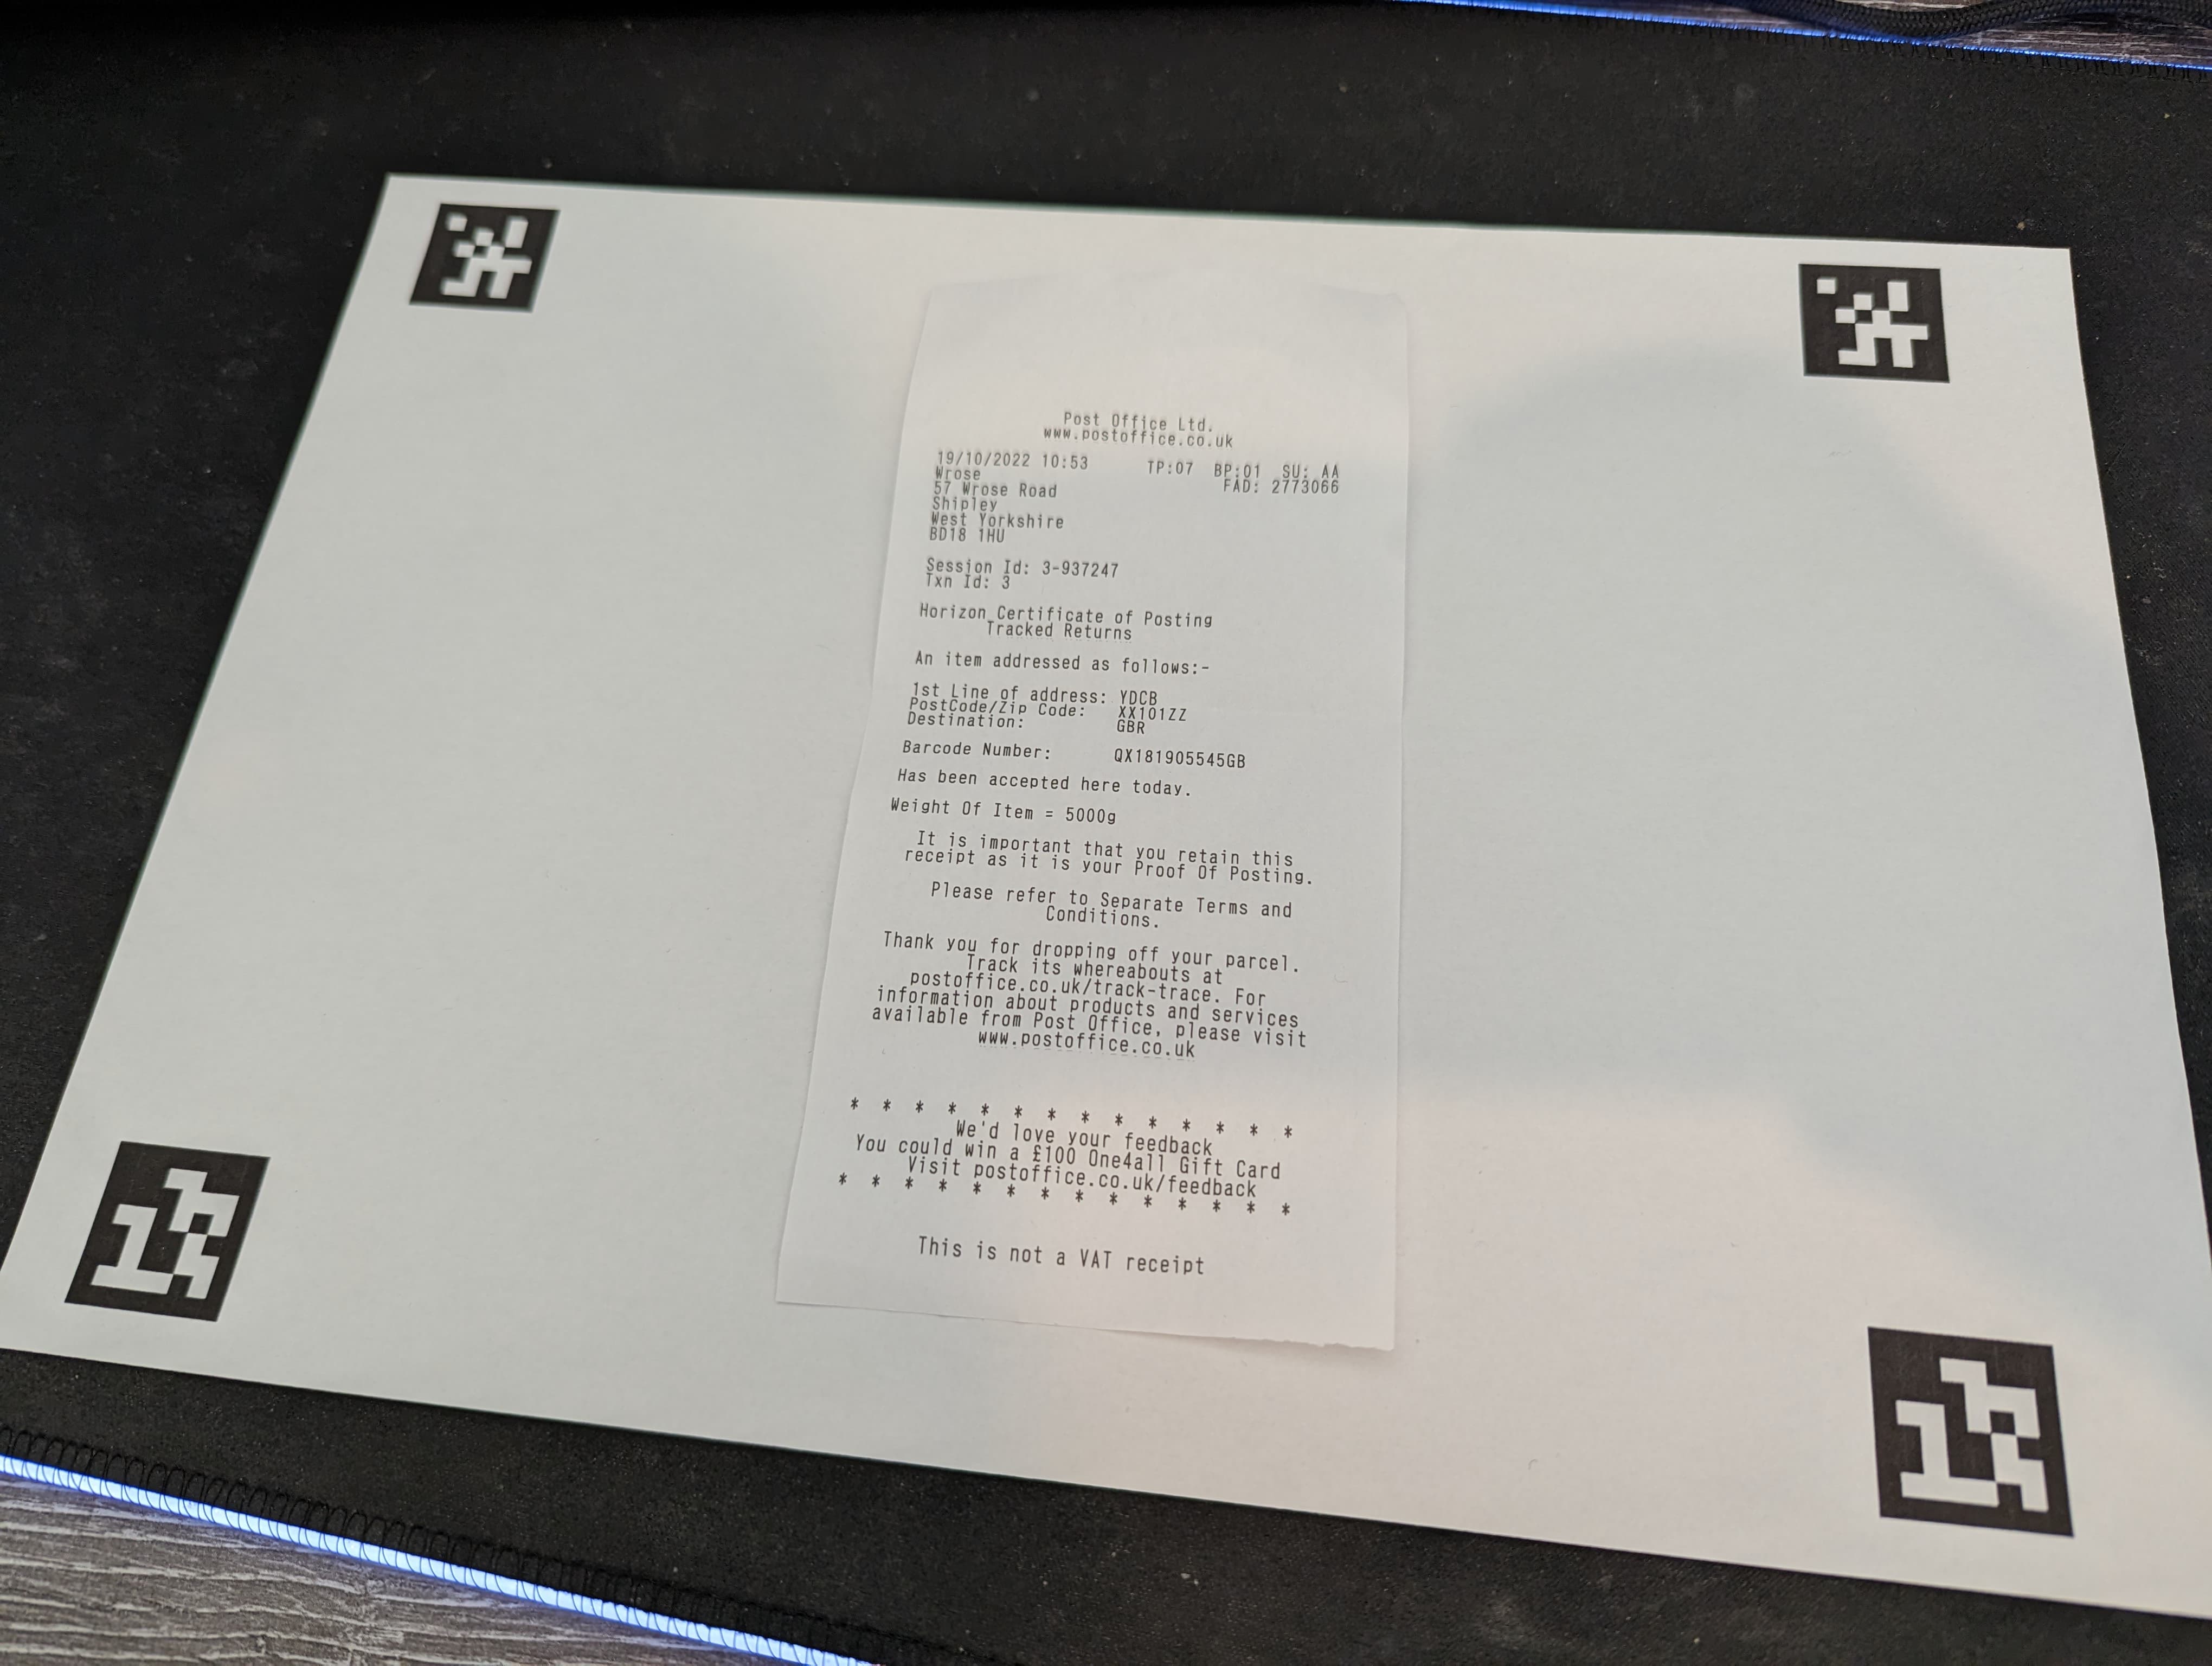 Post Office Ltd.
www.postoffice.co.uk
19/10/2022 10:53 TP:07 BP:01 SU: AA
Wrose FAD: 2773066
57 Wrose Road
Shipley
West Yorkshire
BD18 1HU
Session Id: 3-937247
Txn Id: 3
Horizon Certificate of Posting
Tracked Returns
An item addressed as follows:-
1st Line of address: YDCB
PostCode/Zip Code: XX101ZZ
Destination: GBR
Barcode Number: QX181905545GB
Has been accepted here today.
Weight Of Item = 5000g
It is important that you retain this
receipt as it is your Proof Of Posting.
Please refer to Separate Terms and
Conditions.
Thank you for dropping off your parcel.
Track its whereabouts at
postoffice.co.uk/track-trace. For
information about products and services
available from Post Office, please visit
www.postoffice.co.uk
* * * * * * * * * * * * * *
We'd love your feedback
You could win a £100 One4all Gift Card
Visit postoffice.co.uk/feedback
* * * * * * * * * * * * * *
This is not a VAT receipt